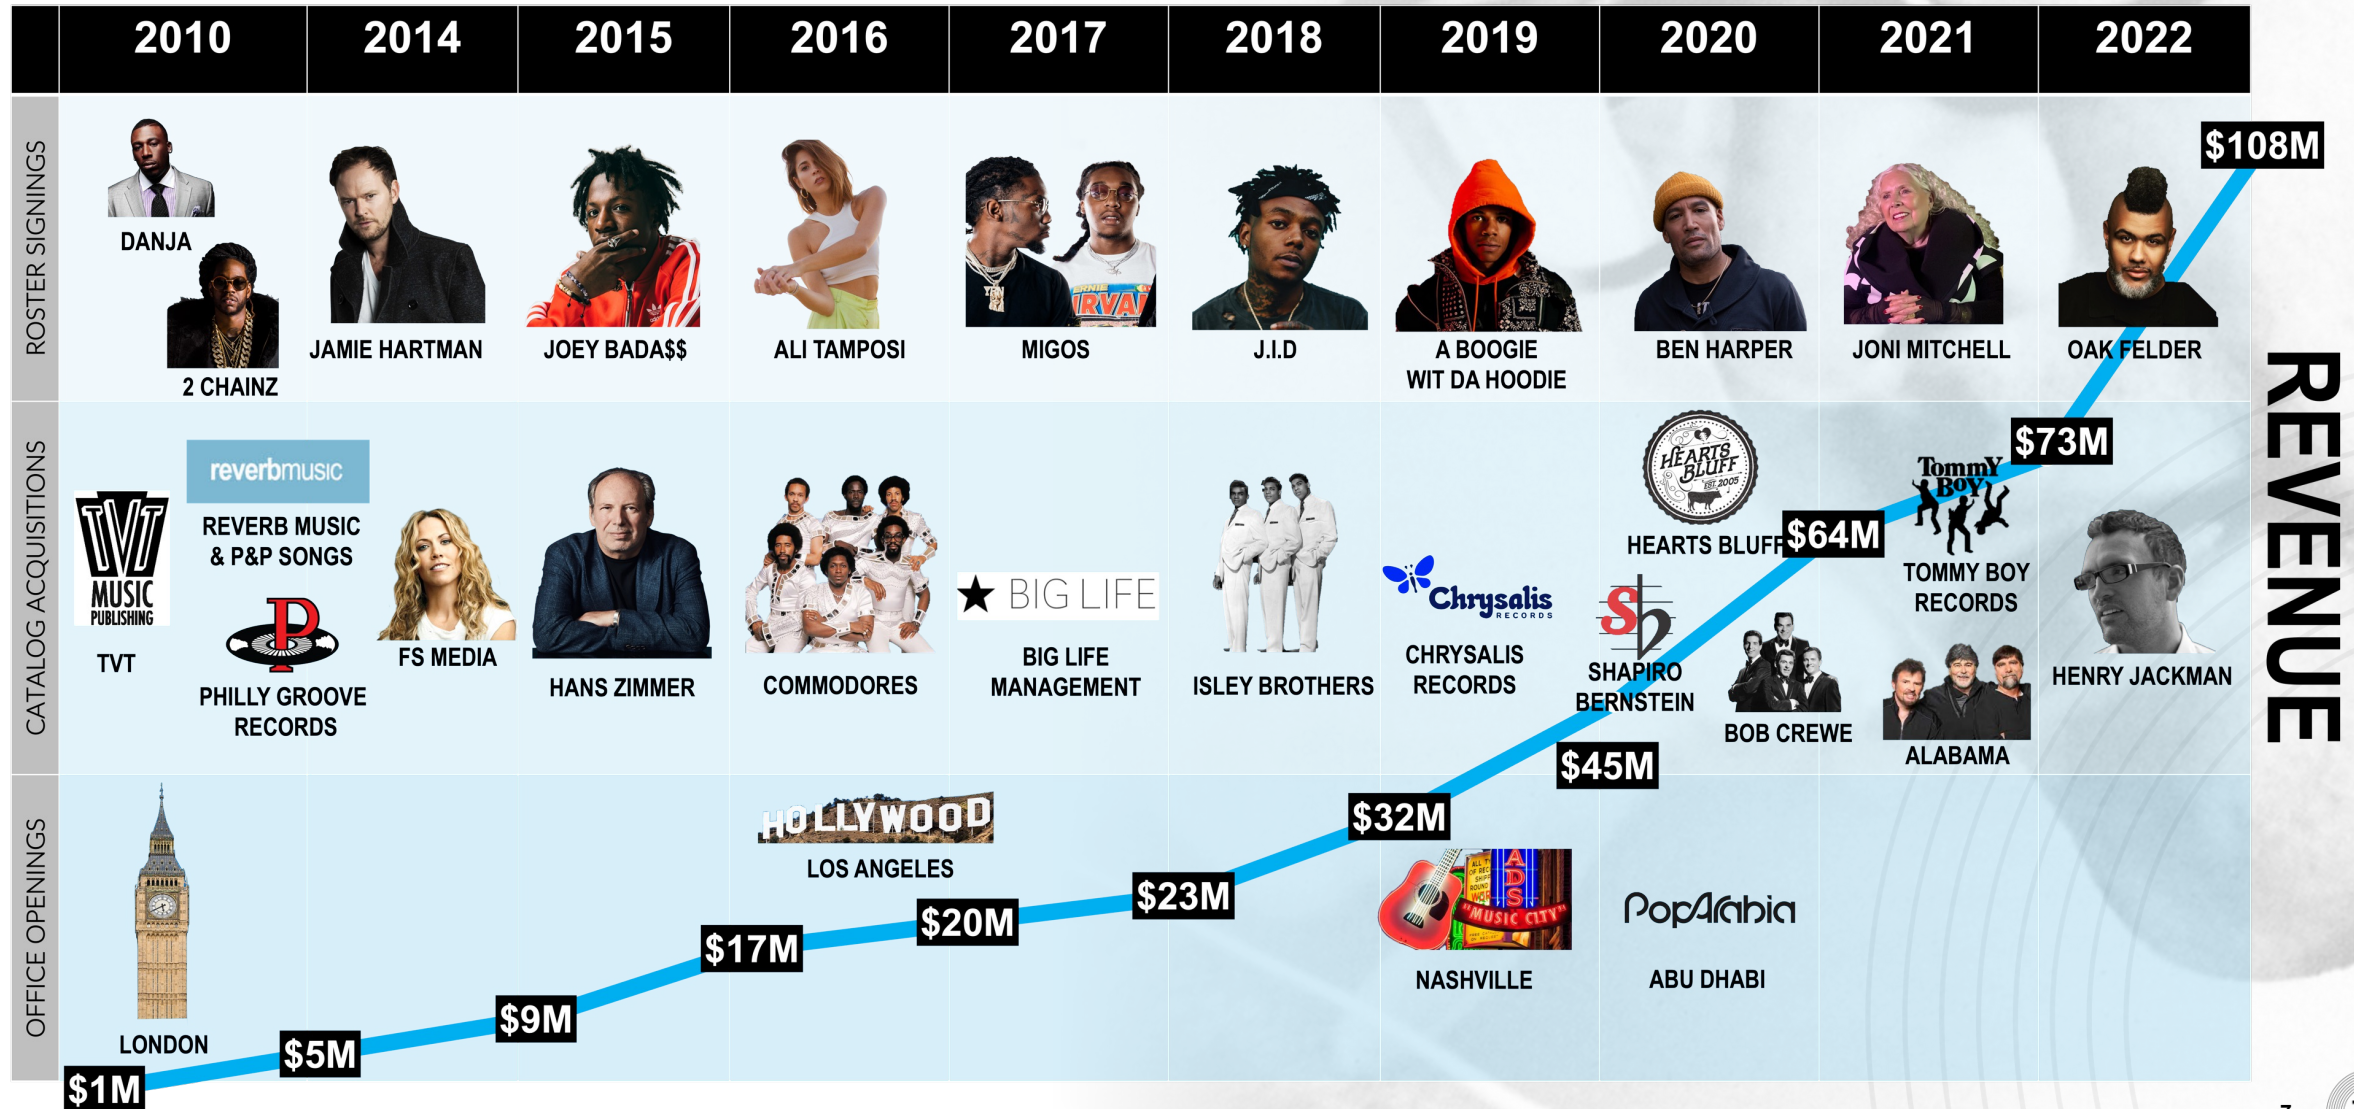 2010 2014 2015 2016 2017 2018 2019 2020 2021 2022
ROSTER SIGNINGS
DANJA
2 CHAINZ
JAMIE HARTMAN
JOEY BADA$$
ALI TAMPOSI
MIGOS
J.I.D
A BOOGIE
WIT DA HOODIE
BEN HARPER
JONI MITCHELL
OAK FELDER
CATALOG ACQUISITIONS
TVT
MUSIC
PUBLISHING
TVT
reverbmusic
REVERB MUSIC
& P&P SONGS
P
PHILLY GROOVE
RECORDS
FS MEDIA
HANS ZIMMER
COMMODORES
BIG LIFE
BIG LIFE
MANAGEMENT
ISLEY BROTHERS
Chrysalis
RECORDS
CHRYSALIS
RECORDS
HEARTS
BLUFF
EST. 2005
HEARTS BLUFF
Sb
SHAPIRO
BERNSTEIN
BOB CREWE
TommY
BoY
TOMMY BOY
RECORDS
ALABAMA
HENRY JACKMAN
OFFICE OPENINGS
LONDON
HOLLYWOOD
LOS ANGELES
"MUSIC CITY"
NASHVILLE
PopArabia
ABU DHABI
$1M
$5M
$9M
$17M
$20M
$23M
$32M
$45M
$64M
$73M
$108M
REVENUE